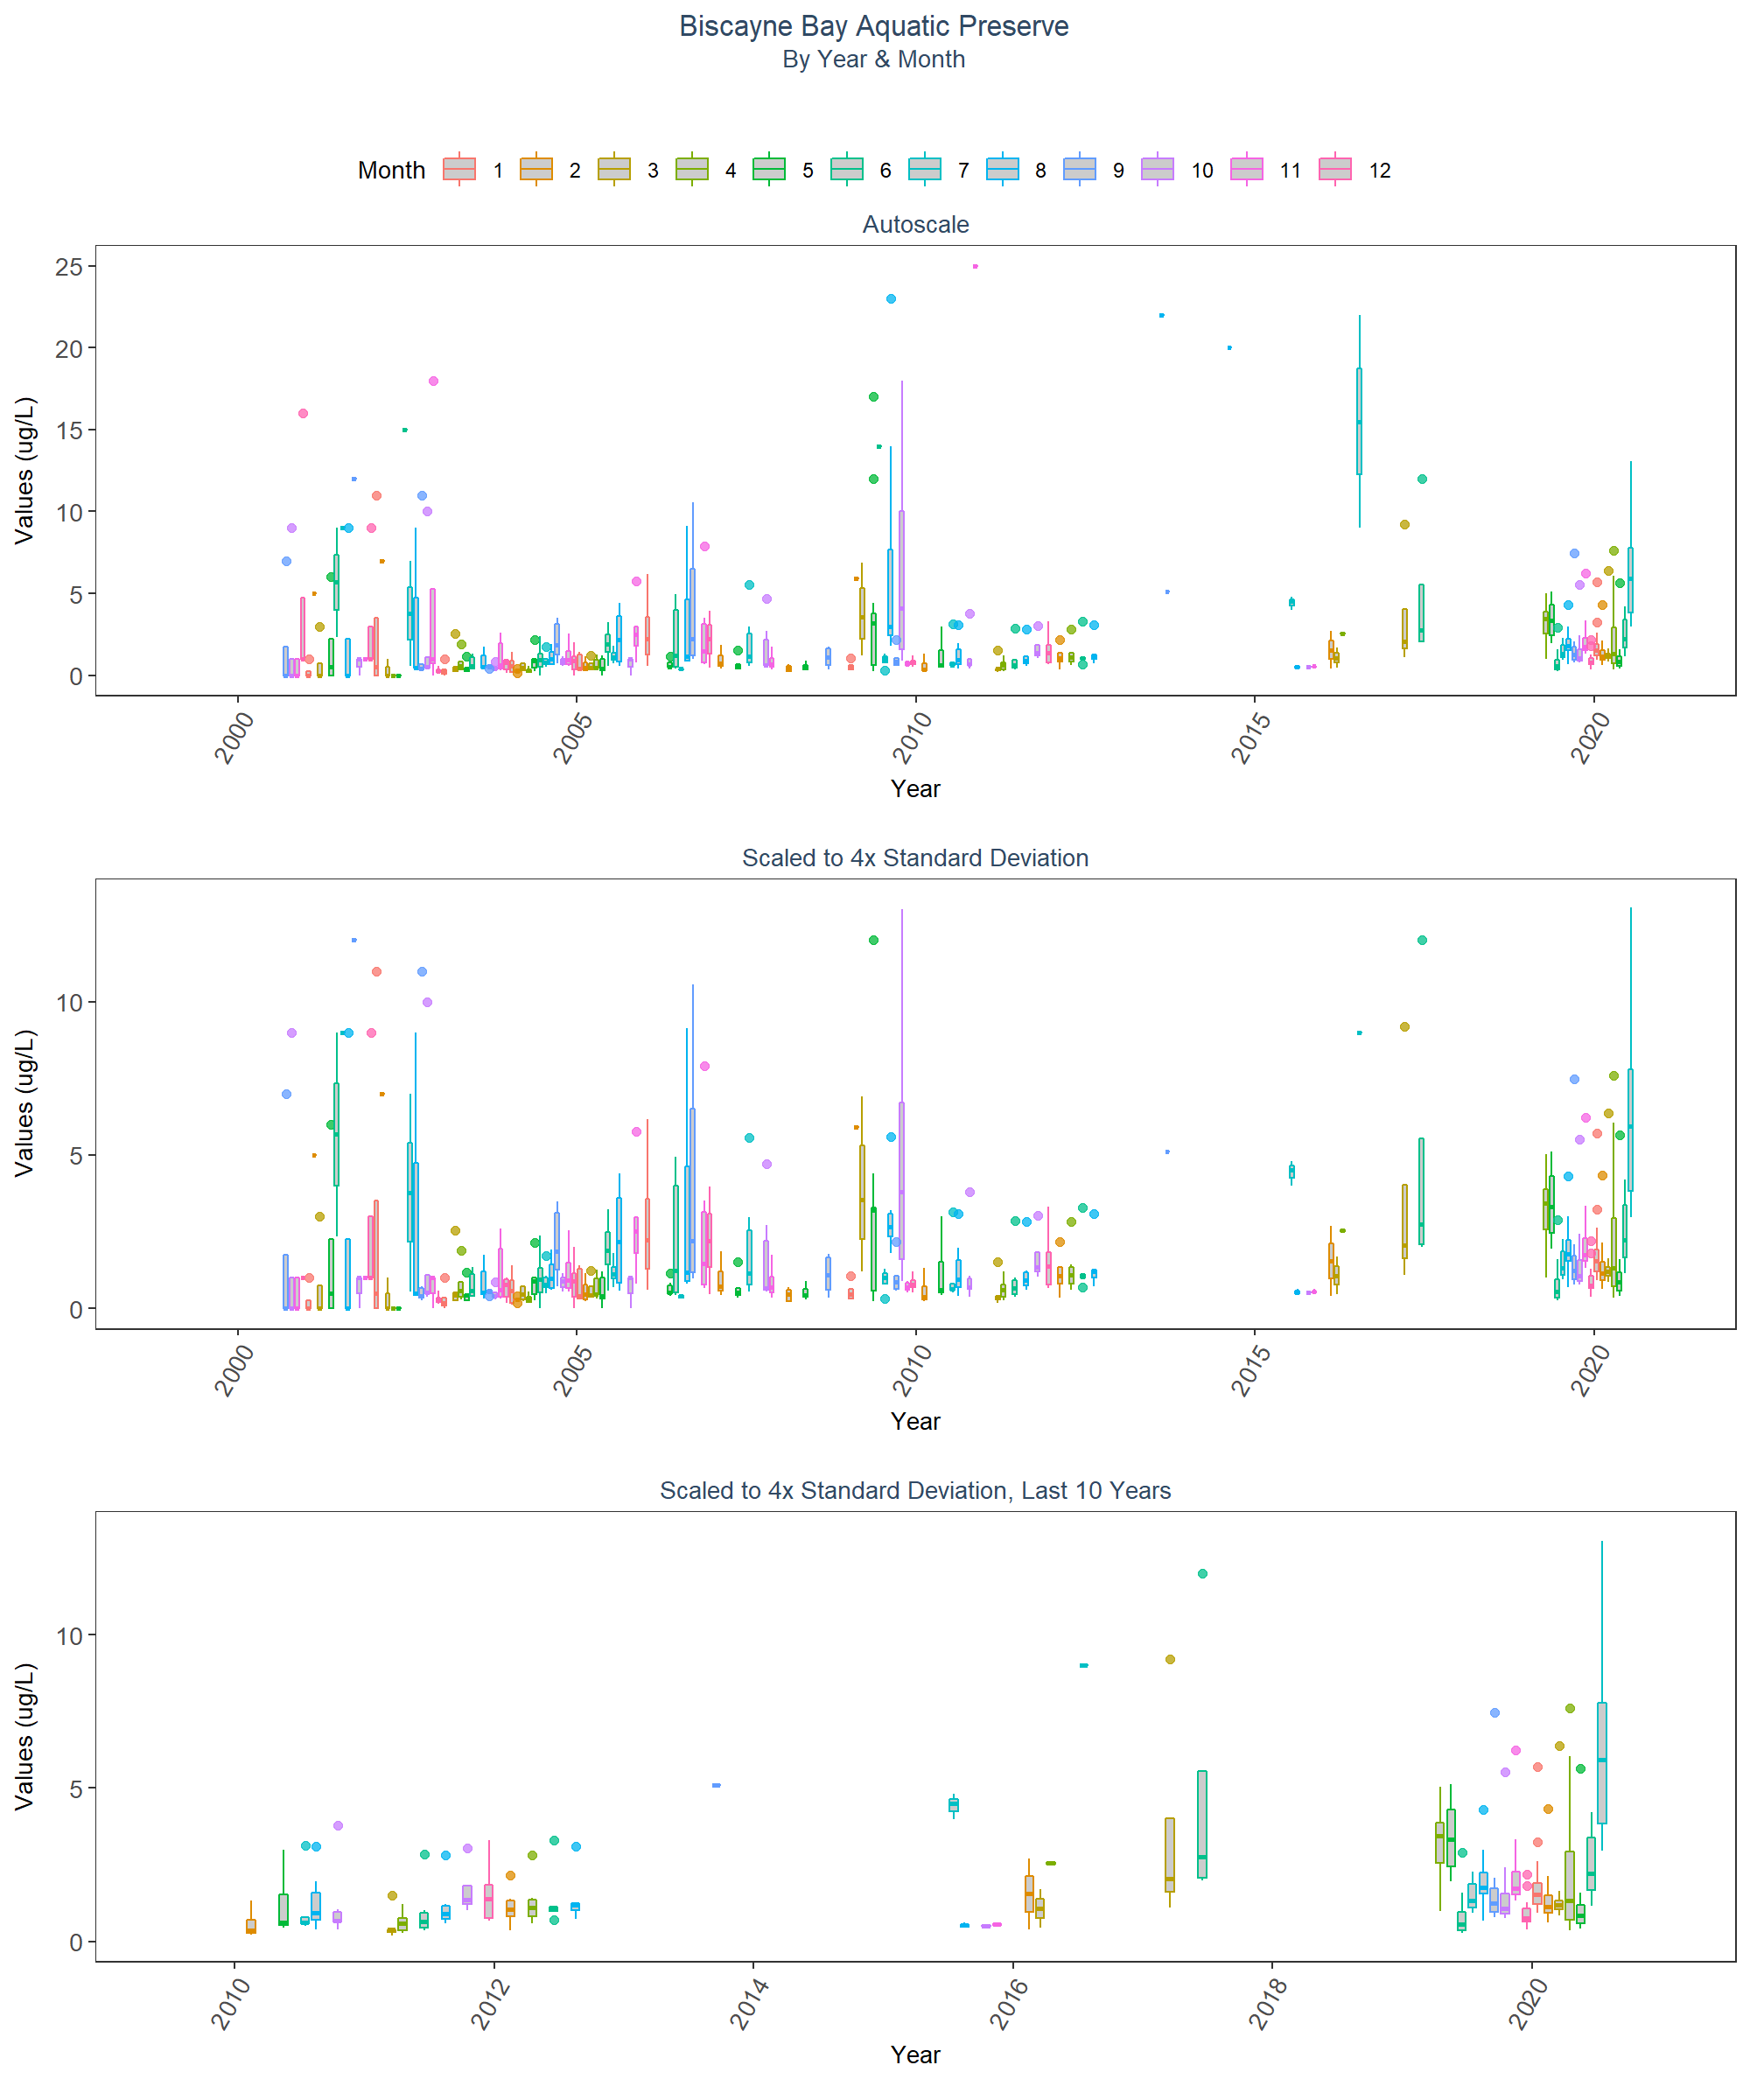 Biscayne Bay Aquatic Preserve
By Year & Month
Month 1 2 3 4 5 6 7 8 9 10 11 12
Autoscale
Values (ug/L)
25
20
15
10
5
0
2000 2005 2010 2015 2020
Year
Scaled to 4x Standard Deviation
Values (ug/L)
10
5
0
2000 2005 2010 2015 2020
Year
Scaled to 4x Standard Deviation, Last 10 Years
Values (ug/L)
10
5
0
2010 2012 2014 2016 2018 2020
Year